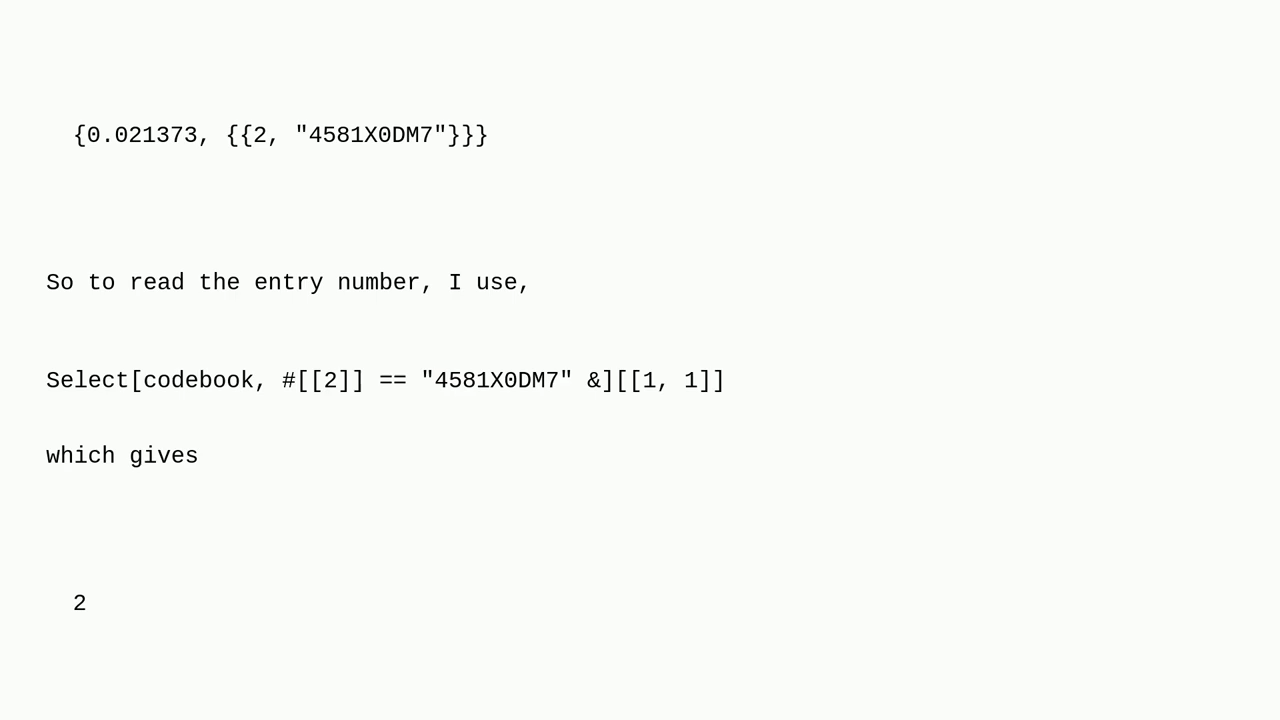 {0.021373, {{2, "4581X0DM7"}}}
So to read the entry number, I use,
Select[codebook, #[[2]] == "4581X0DM7" &][[1, 1]]
which gives
2